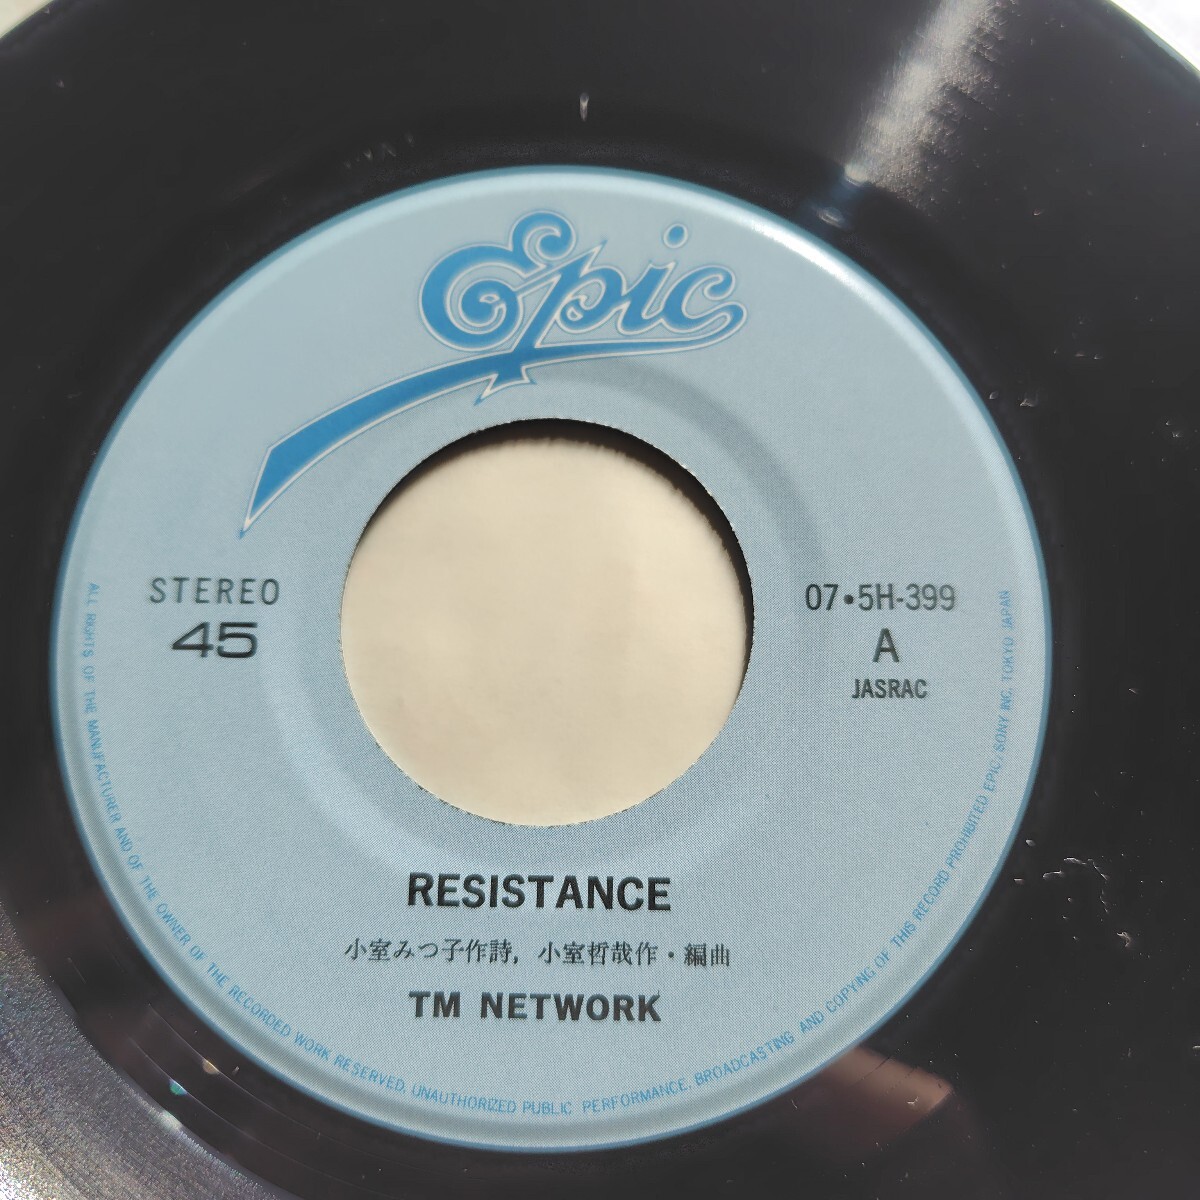 Epic
STEREO
45
07・5H-399
A
JASRAC
RESISTANCE
小室みつ子作詩, 小室哲哉作・編曲
TM NETWORK
ALL RIGHTS OF THE MANUFACTURER AND OF THE OWNER OF THE RECORDED WORK RESERVED. UNAUTHORIZED PUBLIC PERFORMANCE, BROADCASTING AND COPYING OF THIS RECORD PROHIBITED EPIC/SONY INC. TOKYO JAPAN